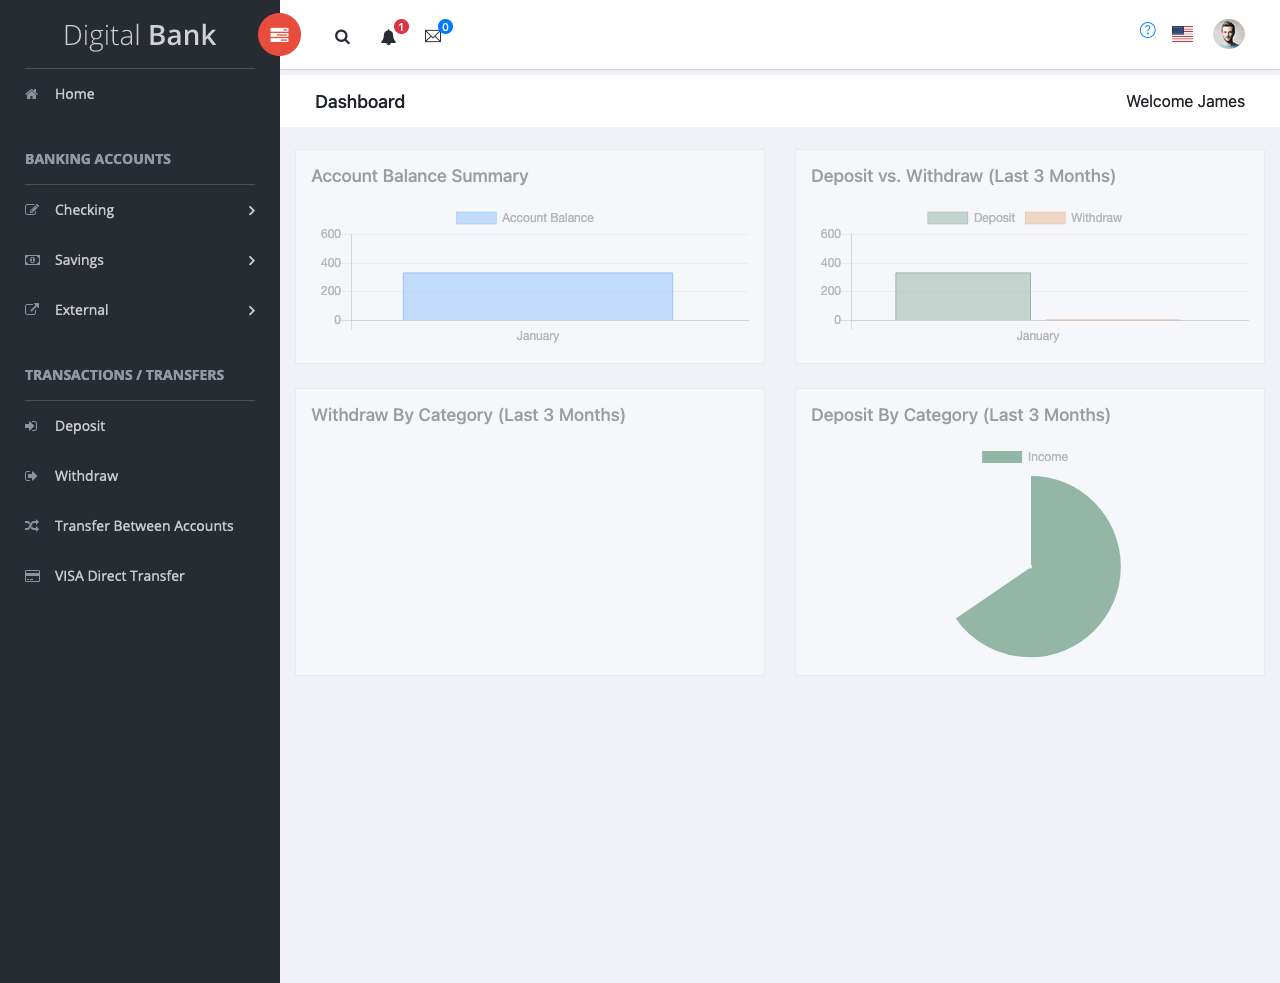 Digital Bank
1
0
Home
Dashboard
Welcome James
BANKING ACCOUNTS
Checking
Savings
External
TRANSACTIONS / TRANSFERS
Deposit
Withdraw
Transfer Between Accounts
VISA Direct Transfer
Account Balance Summary
Account Balance
600
400
200
0
January
Deposit vs. Withdraw (Last 3 Months)
Deposit Withdraw
600
400
200
0
January
Withdraw By Category (Last 3 Months)
Deposit By Category (Last 3 Months)
Income